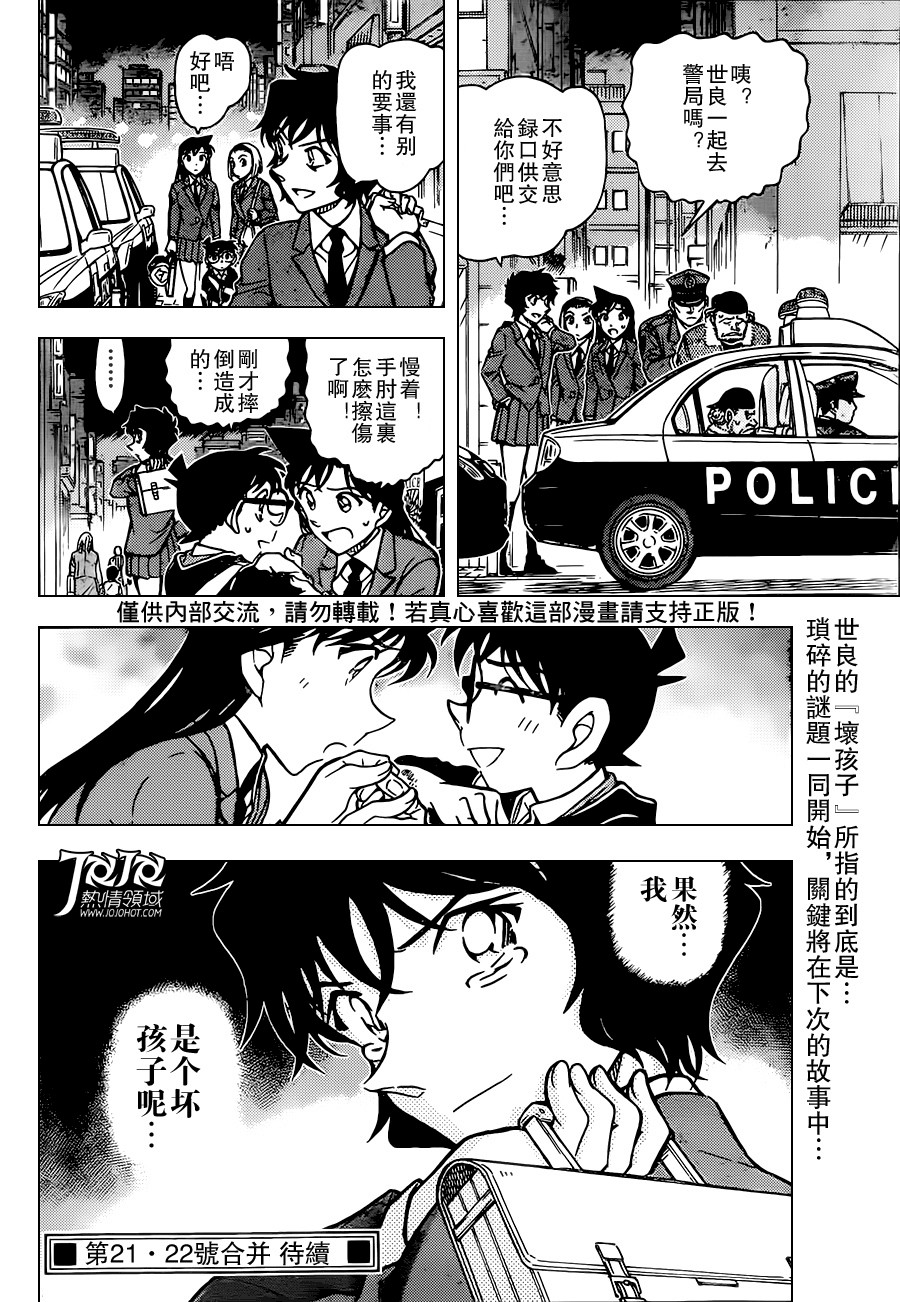 咦？
世良一起去
警局嗎？
不好意思
録口供交
給你們吧…
POLIC
我還有別
的要事…
唔
好吧…
慢着！
手肘這裏
怎麽擦傷
了啊！
剛才摔
倒造成
的…
……
僅供內部交流，請勿轉載！若真心喜歡這部漫畫請支持正版！
世良的『壞孩子』所指的到底是…
瑣碎的謎題一同開始，關鍵將在下次的故事中…
JOJO
熱情領域
WWW.JOJOHOT.COM
果然…
我
是个坏
孩子呢…
■ 第21·22號合并 待續 ■